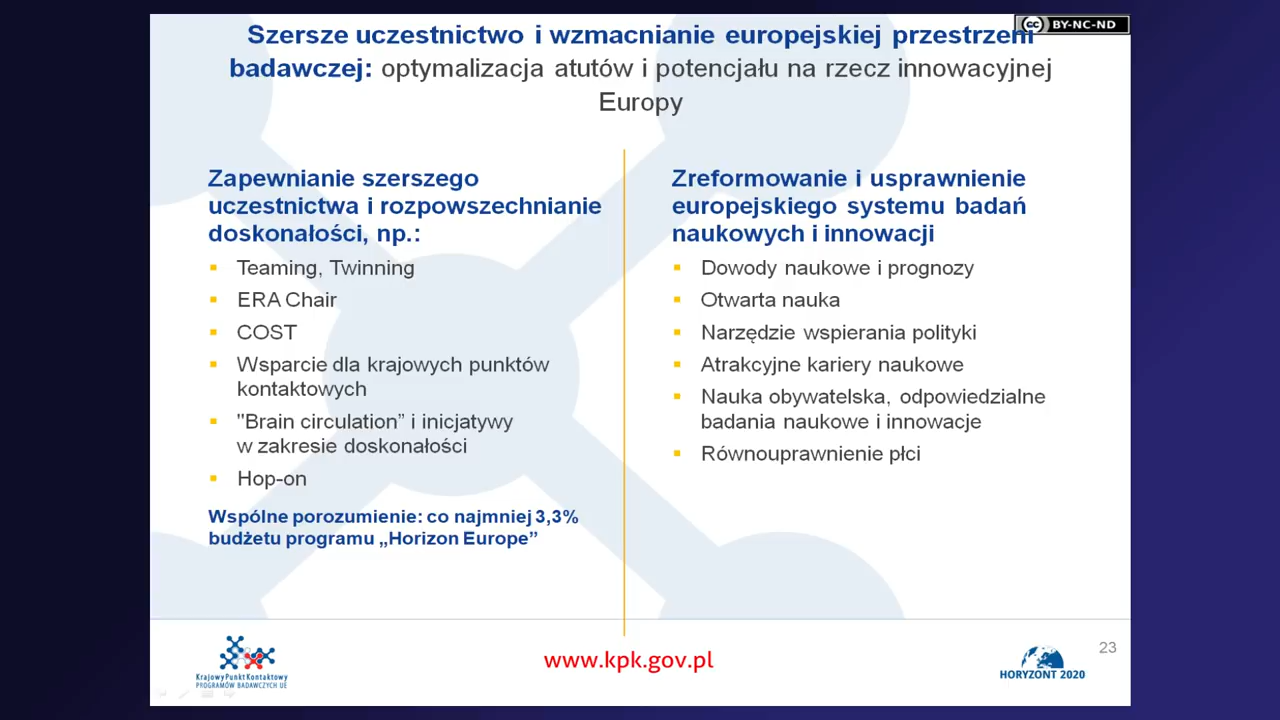 BY-NC-ND
Szersze uczestnictwo i wzmacnianie europejskiej przestrzeni
badawczej: optymalizacja atutów i potencjału na rzecz innowacyjnej
Europy
Zapewnianie szerszego
uczestnictwa i rozpowszechnianie
doskonałości, np.:
Teaming, Twinning
ERA Chair
COST
Wsparcie dla krajowych punktów
kontaktowych
"Brain circulation” i inicjatywy
w zakresie doskonałości
Hop-on
Wspólne porozumienie: co najmniej 3,3%
budżetu programu „Horizon Europe”
Zreformowanie i usprawnienie
europejskiego systemu badań
naukowych i innowacji
Dowody naukowe i prognozy
Otwarta nauka
Narzędzie wspierania polityki
Atrakcyjne kariery naukowe
Nauka obywatelska, odpowiedzialne
badania naukowe i innowacje
Równouprawnienie płci
Krajowy Punkt Kontaktowy
PROGRAMÓW BADAWCZYCH UE
www.kpk.gov.pl
HORYZONT 2020
23